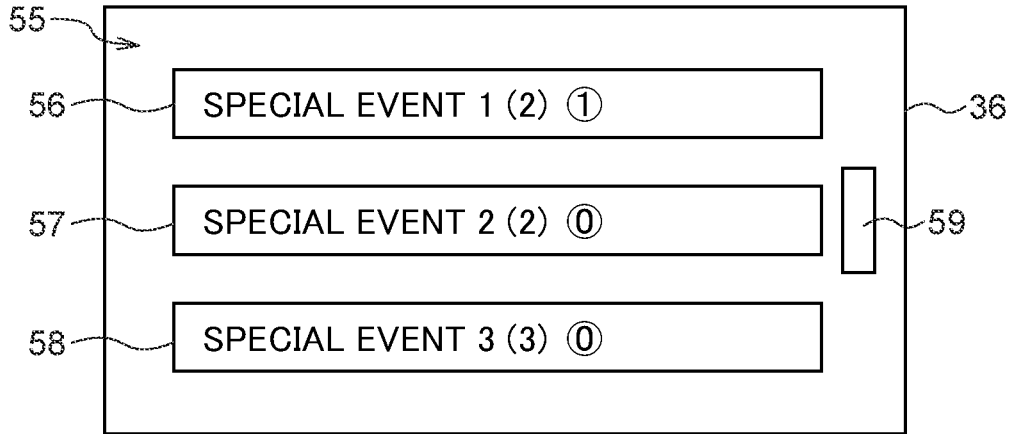 55
56 SPECIAL EVENT 1 (2) ① 36
57 SPECIAL EVENT 2 (2) ⓪ 59
58 SPECIAL EVENT 3 (3) ⓪